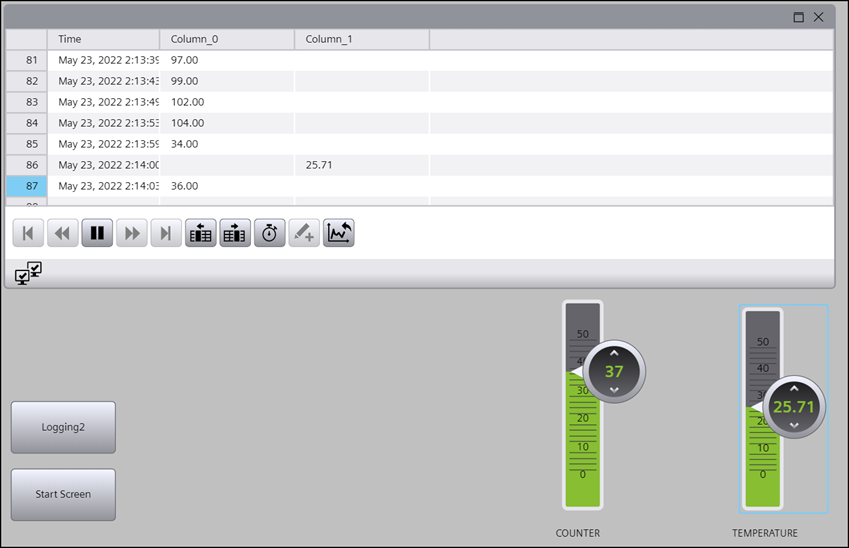 Time Column_0 Column_1
81 May 23, 2022 2:13:39 97.00
82 May 23, 2022 2:13:43 99.00
83 May 23, 2022 2:13:49 102.00
84 May 23, 2022 2:13:53 104.00
85 May 23, 2022 2:13:59 34.00
86 May 23, 2022 2:14:00 25.71
87 May 23, 2022 2:14:03 36.00
50
30
20
10
0
37
50
40
10
0
25.71
Logging2
Start Screen
COUNTER
TEMPERATURE